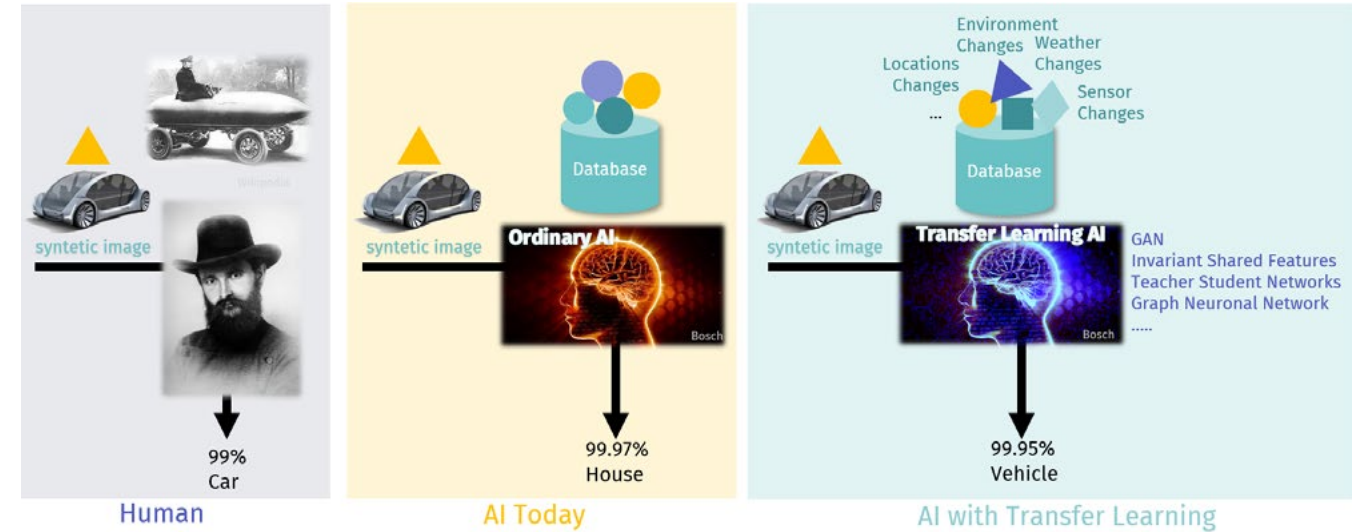 Wikipedia
syntetic image
99%
Car
Human
Database
syntetic image
Ordinary AI
Bosch
99.97%
House
AI Today
Environment
Changes
Weather
Changes
Locations
Changes
...
Sensor
Changes
Database
syntetic image
Transfer Learning AI
Bosch
GAN
Invariant Shared Features
Teacher Student Networks
Graph Neuronal Network
.....
99.95%
Vehicle
AI with Transfer Learning